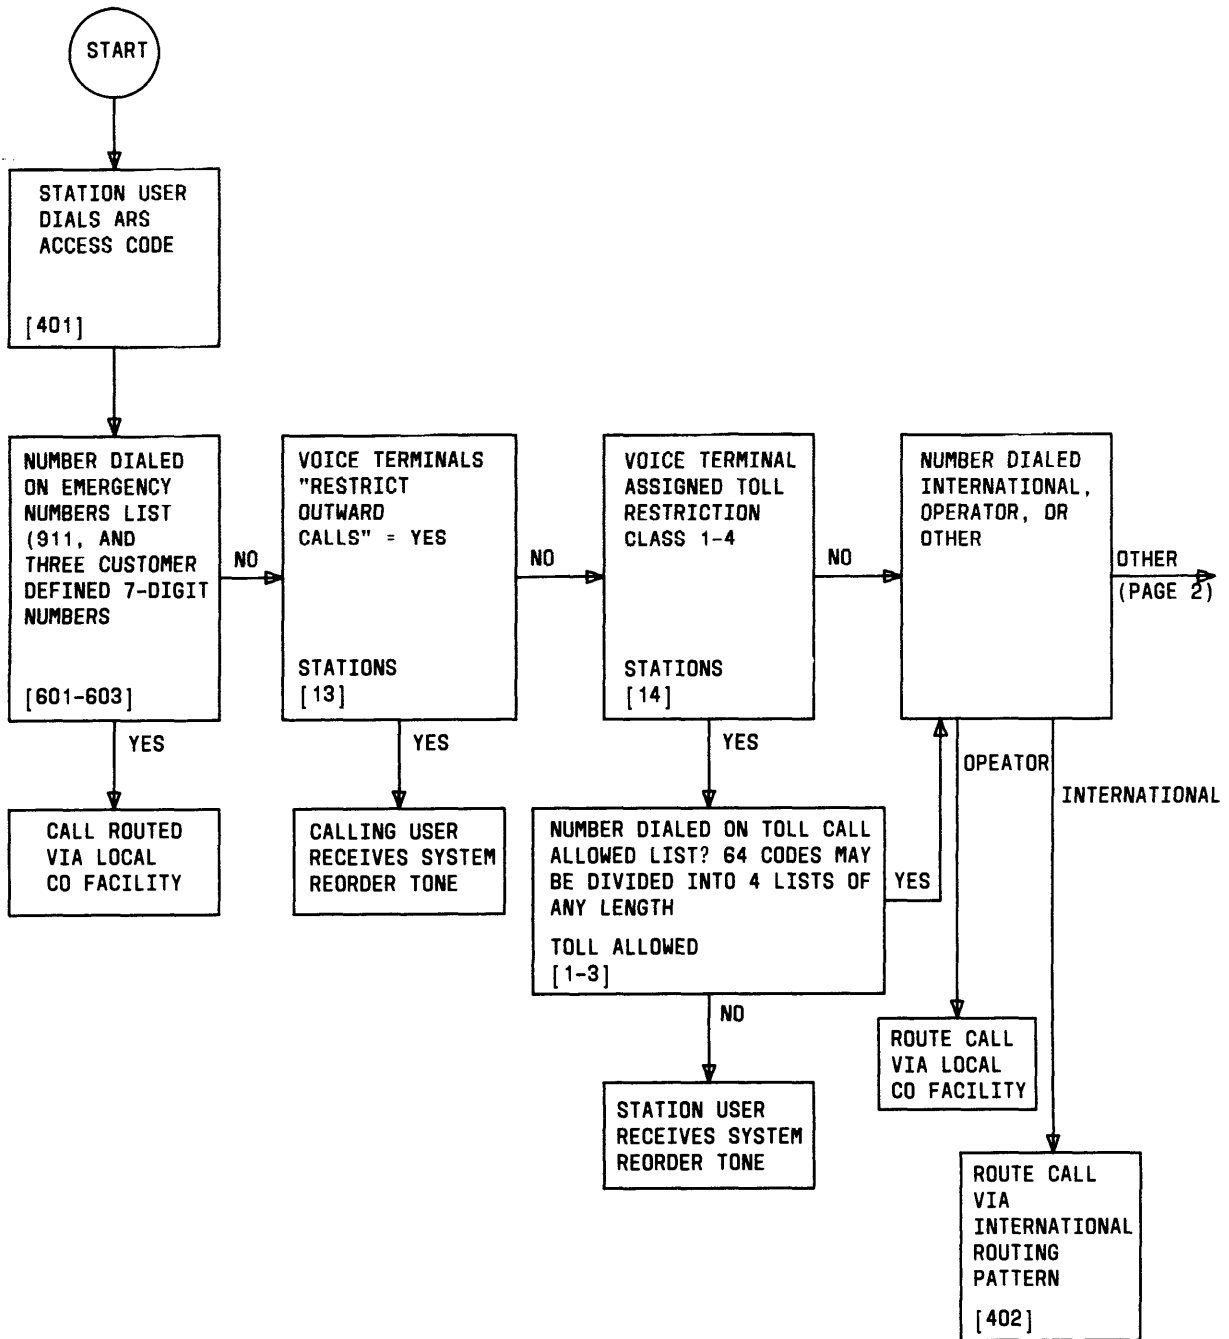 START
STATION USER
DIALS ARS
ACCESS CODE
[401]
NUMBER DIALED
ON EMERGENCY
NUMBERS LIST
(911, AND
THREE CUSTOMER
DEFINED 7-DIGIT
NUMBERS
[601-603]
NO
YES
CALL ROUTED
VIA LOCAL
CO FACILITY
VOICE TERMINALS
"RESTRICT
OUTWARD
CALLS" = YES
STATIONS
[13]
NO
YES
CALLING USER
RECEIVES SYSTEM
REORDER TONE
VOICE TERMINAL
ASSIGNED TOLL
RESTRICTION
CLASS 1-4
STATIONS
[14]
NO
YES
NUMBER DIALED ON TOLL CALL
ALLOWED LIST? 64 CODES MAY
BE DIVIDED INTO 4 LISTS OF
ANY LENGTH
TOLL ALLOWED
[1-3]
YES
NO
STATION USER
RECEIVES SYSTEM
REORDER TONE
NUMBER DIALED
INTERNATIONAL,
OPERATOR, OR
OTHER
OTHER
(PAGE 2)
OPEATOR
INTERNATIONAL
ROUTE CALL
VIA LOCAL
CO FACILITY
ROUTE CALL
VIA
INTERNATIONAL
ROUTING
PATTERN
[402]